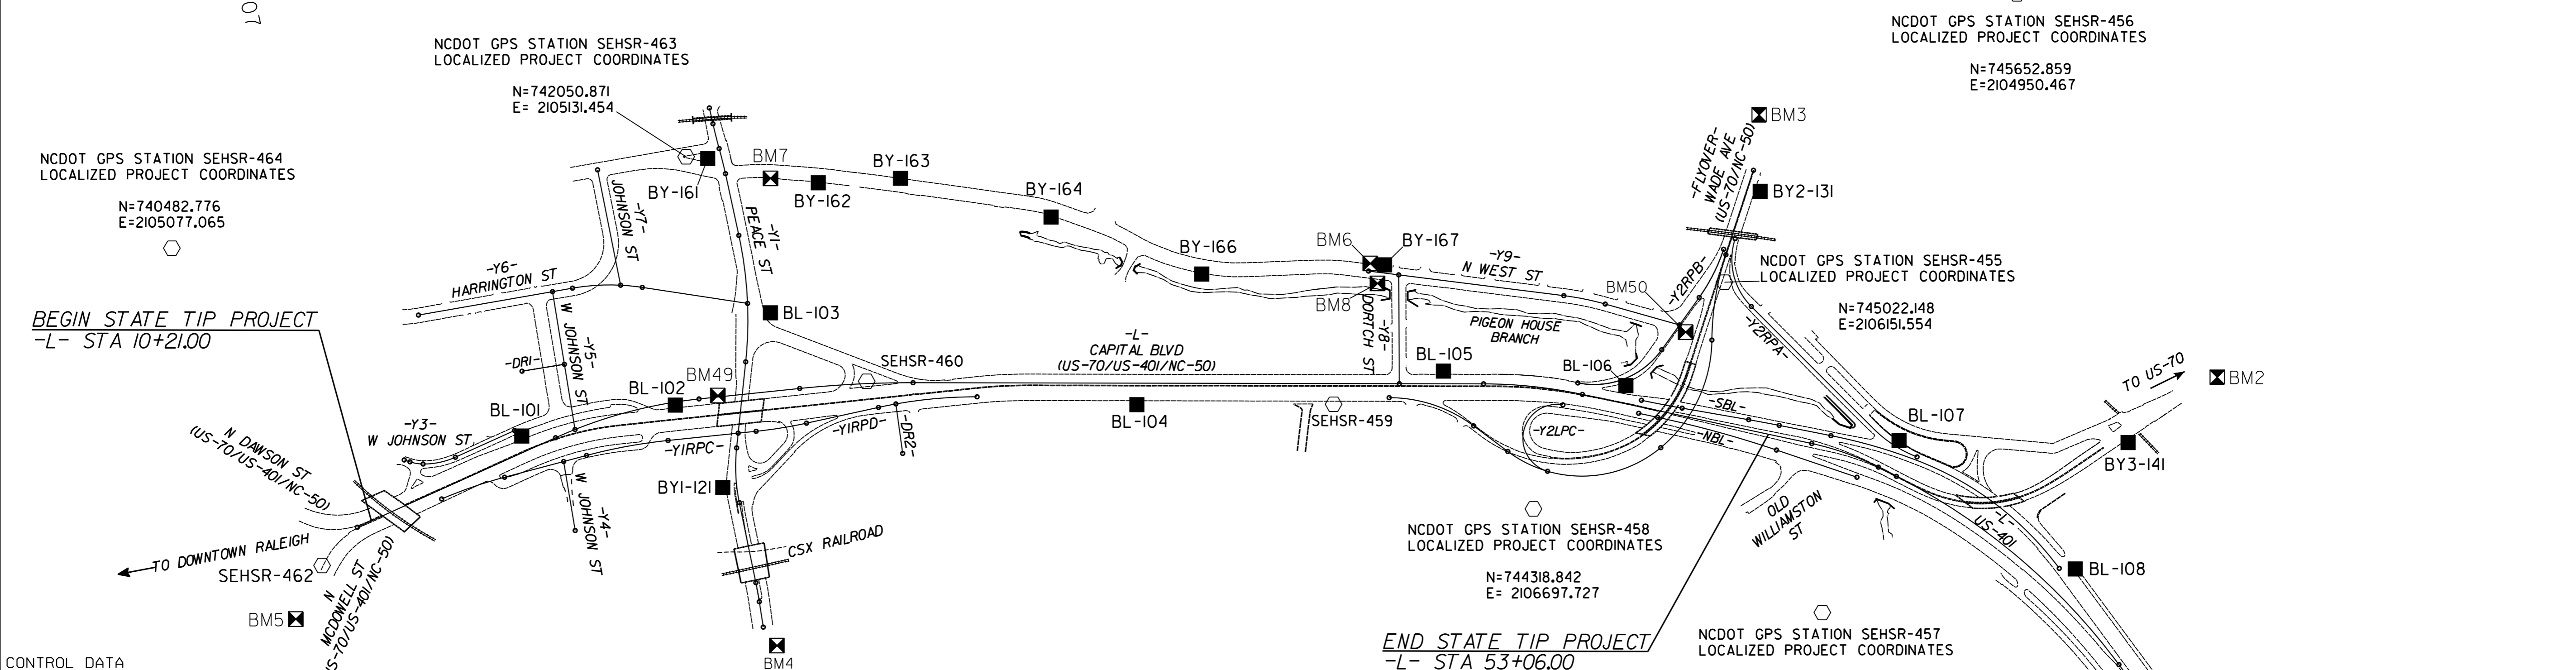 07
NCDOT GPS STATION SEHSR-456
LOCALIZED PROJECT COORDINATES
N=745652.859
E=2104950.467
NCDOT GPS STATION SEHSR-463
LOCALIZED PROJECT COORDINATES
N=742050.871
E= 2105131.454
NCDOT GPS STATION SEHSR-464
LOCALIZED PROJECT COORDINATES
N=740482.776
E=2105077.065
BM3
-FLYOVER-
WADE AVE
(US-70/NC-50)
BY2-131
BM7
BY-161
BY-162
BY-163
BY-164
BY-166
BM6
BY-167
BM8
-Y9-
N WEST ST
BM50
-Y2RPB-
NCDOT GPS STATION SEHSR-455
LOCALIZED PROJECT COORDINATES
N=745022.148
E=2106151.554
-Y7-
JOHNSON ST
-Y1-
PEACE ST
-Y6-
HARRINGTON ST
BEGIN STATE TIP PROJECT
-L- STA 10+21.00
BL-103
-Y5-
W JOHNSON ST
-DR1-
SEHSR-460
-L-
CAPITAL BLVD
(US-70/US-401/NC-50)
-Y8-
DORTCH ST
PIGEON HOUSE
BRANCH
BL-105
BL-106
-Y2RPA-
TO US-70
BM2
BM49
BL-102
BL-101
-Y3-
W JOHNSON ST
N DAWSON ST
(US-70/US-401/NC-50)
-Y1RPC-
-Y1RPD-
-DR2-
BL-104
SEHSR-459
-Y2LPC-
-SBL-
-NBL-
BL-107
BY3-141
BY1-121
-Y4-
W JOHNSON ST
CSX RAILROAD
OLD
WILLIAMSTON
ST
-L-
US-401
BL-108
NCDOT GPS STATION SEHSR-458
LOCALIZED PROJECT COORDINATES
N=744318.842
E= 2106697.727
TO DOWNTOWN RALEIGH
SEHSR-462
N
MCDOWELL ST
US-70/US-401/NC-50)
BM5
BM4
END STATE TIP PROJECT
-L- STA 53+06.00
NCDOT GPS STATION SEHSR-457
LOCALIZED PROJECT COORDINATES
CONTROL DATA